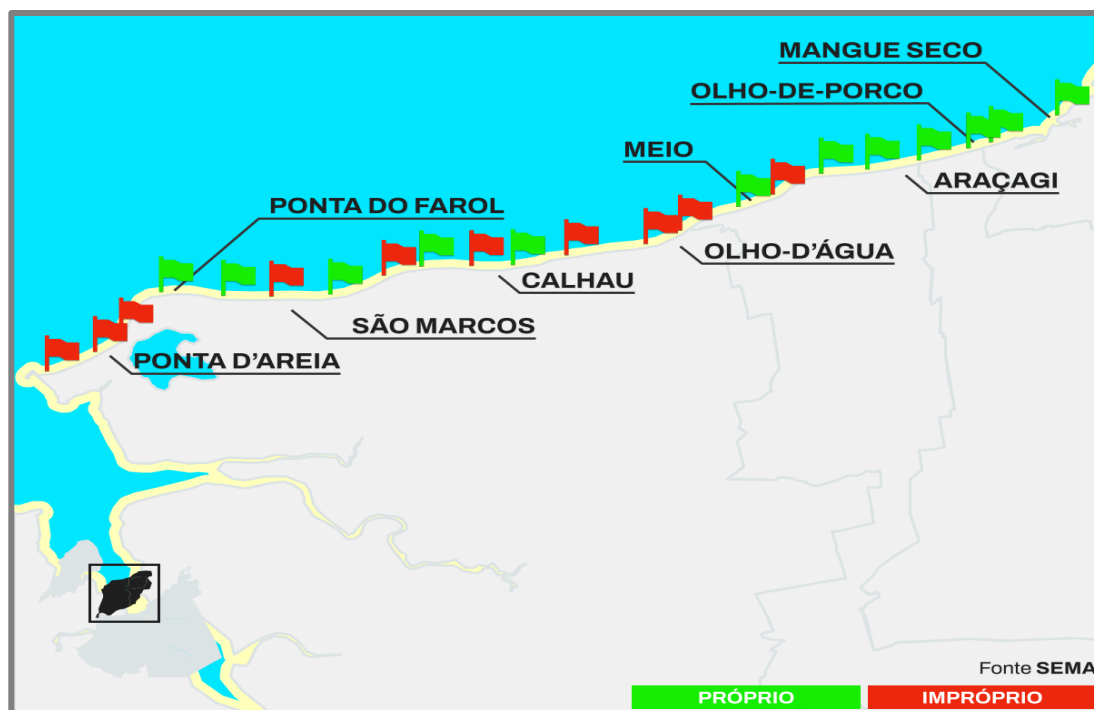 MANGUE SECO
OLHO-DE-PORCO
MEIO
ARAÇAGI
PONTA DO FAROL
OLHO-D'ÁGUA
CALHAU
SÃO MARCOS
PONTA D'AREIA
Fonte SEMA
PRÓPRIO IMPRÓPRIO